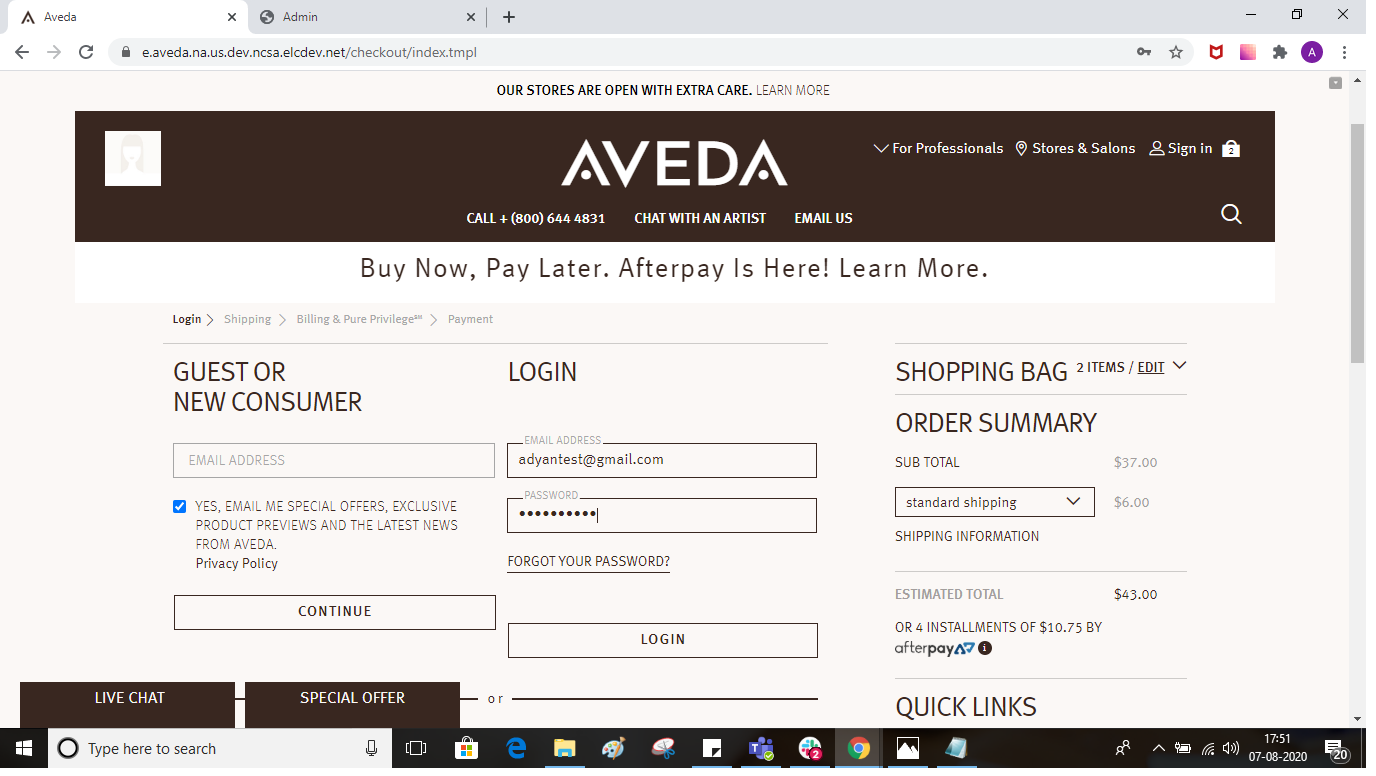 Aveda
Admin
e.aveda.na.us.dev.ncsa.elcdev.net/checkout/index.tmpl
A
OUR STORES ARE OPEN WITH EXTRA CARE. LEARN MORE
AVEDA
For Professionals Stores & Salons Sign in 2
CALL + (800) 644 4831 CHAT WITH AN ARTIST EMAIL US
Buy Now, Pay Later. Afterpay Is Here! Learn More.
Login Shipping Billing & Pure Privilege℠ Payment
GUEST OR
NEW CONSUMER
EMAIL ADDRESS
YES, EMAIL ME SPECIAL OFFERS, EXCLUSIVE
PRODUCT PREVIEWS AND THE LATEST NEWS
FROM AVEDA.
Privacy Policy
CONTINUE
LOGIN
EMAIL ADDRESS
adyantest@gmail.com
PASSWORD
••••••••••
FORGOT YOUR PASSWORD?
LOGIN
or
SHOPPING BAG 2 ITEMS / EDIT
ORDER SUMMARY
SUB TOTAL $37.00
standard shipping $6.00
SHIPPING INFORMATION
ESTIMATED TOTAL $43.00
OR 4 INSTALLMENTS OF $10.75 BY
afterpay i
QUICK LINKS
LIVE CHAT
SPECIAL OFFER
Type here to search
2
17:51
07-08-2020
20